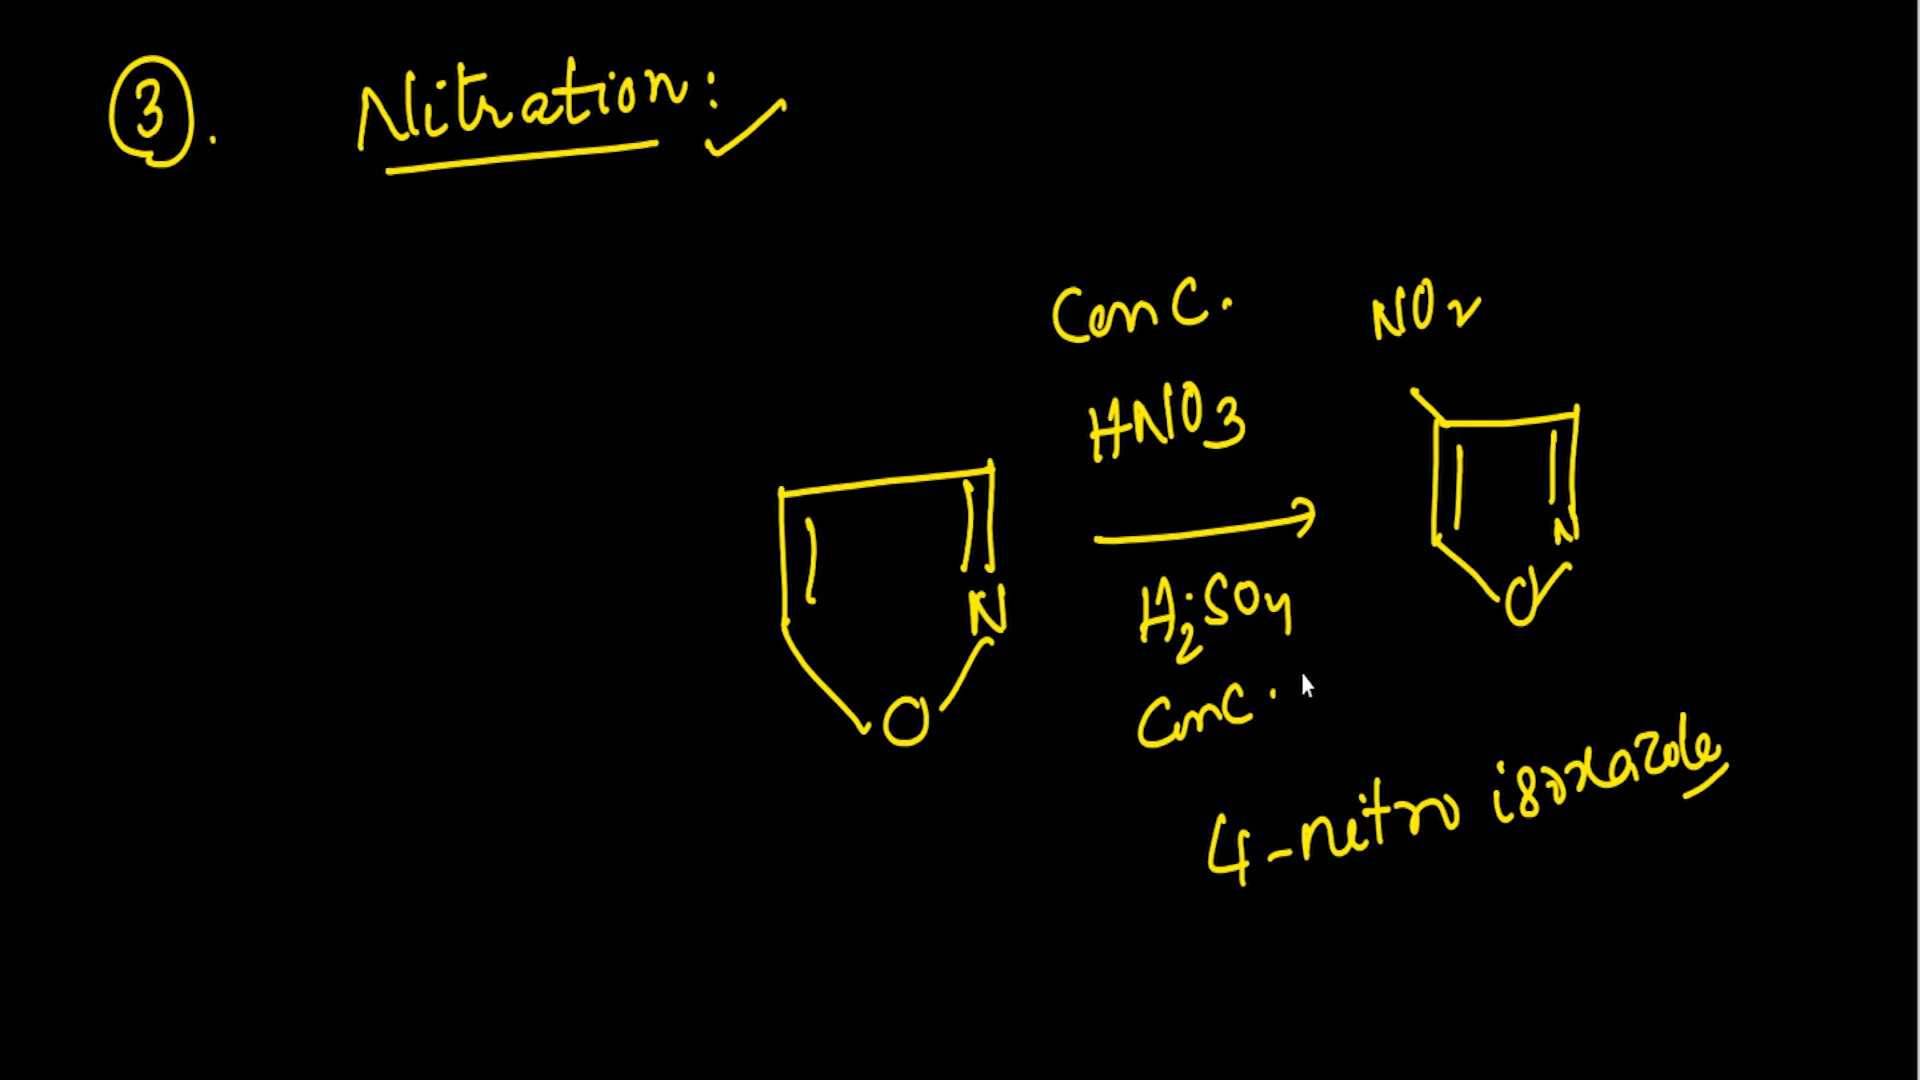 3. Nitration:
Conc.
HNO3
H2SO4
Conc.
N
O
NO2
N
O
4-nitro isoxazole